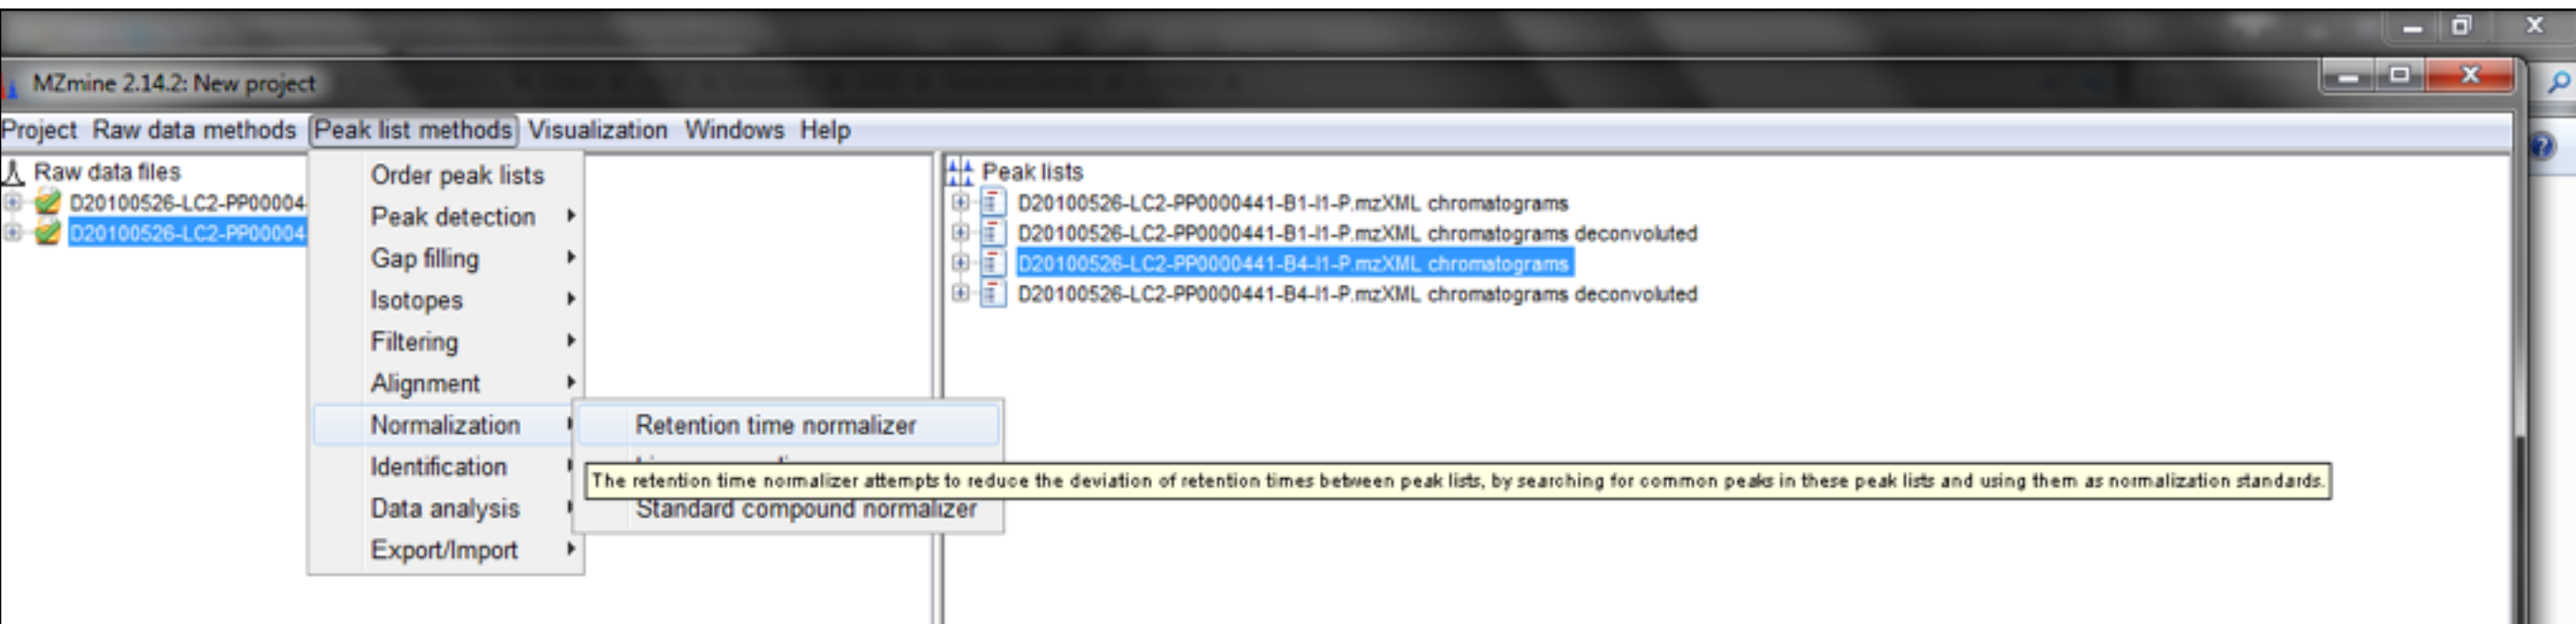 MZmine 2.14.2: New project
Project Raw data methods Peak list methods Visualization Windows Help
Raw data files
D20100526-LC2-PP00004
D20100526-LC2-PP00004
Order peak lists
Peak detection
Gap filling
Isotopes
Filtering
Alignment
Normalization
Identification
Data analysis
Export/Import
Retention time normalizer
The retention time normalizer attempts to reduce the deviation of retention times between peak lists, by searching for common peaks in these peak lists and using them as normalization standards.
Standard compound normalizer
Peak lists
D20100526-LC2-PP0000441-B1-I1-P.mzXML chromatograms
D20100526-LC2-PP0000441-B1-I1-P.mzXML chromatograms deconvoluted
D20100526-LC2-PP0000441-B4-I1-P.mzXML chromatograms
D20100526-LC2-PP0000441-B4-I1-P.mzXML chromatograms deconvoluted